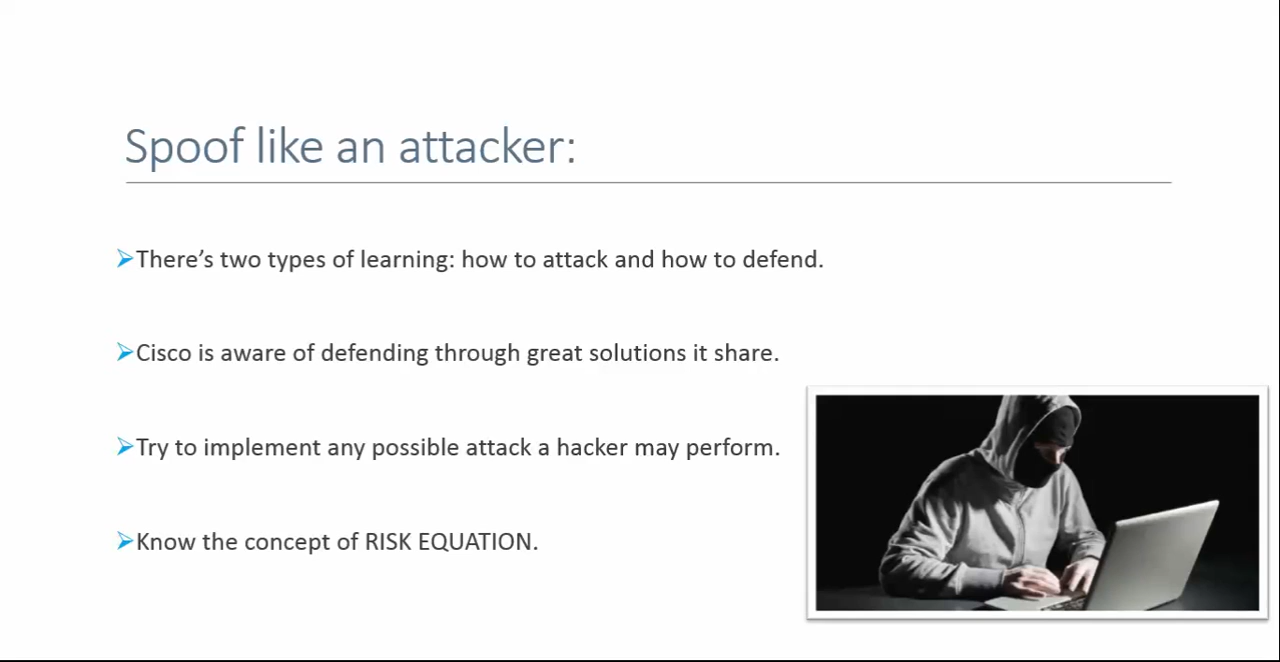 Spoof like an attacker:
There’s two types of learning: how to attack and how to defend.
Cisco is aware of defending through great solutions it share.
Try to implement any possible attack a hacker may perform.
Know the concept of RISK EQUATION.